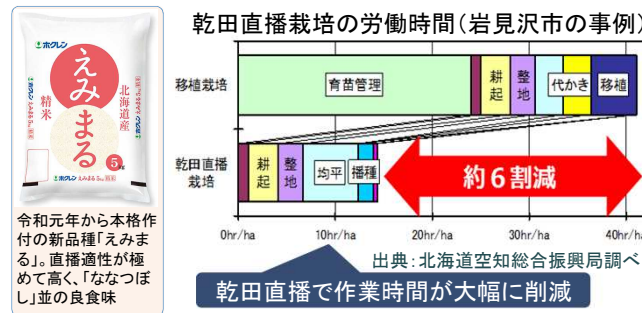 乾田直播栽培の労働時間(岩見沢市の事例)
ホクレン
えみまる
北海道産
精米
5kg
ホクレン えみまる 5kg 精米
令和元年から本格作
付の新品種「えみま
る」。直播適性が極
めて高く、「ななつぼ
し」並の良食味
移植栽培
育苗管理
耕起
整地
代かき
移植
乾田直播
栽培
耕起
整地
均平
播種
約6割減
0hr/ha
10hr/ha
20hr/ha
30hr/ha
40hr/ha
出典:北海道空知総合振興局調べ
乾田直播で作業時間が大幅に削減